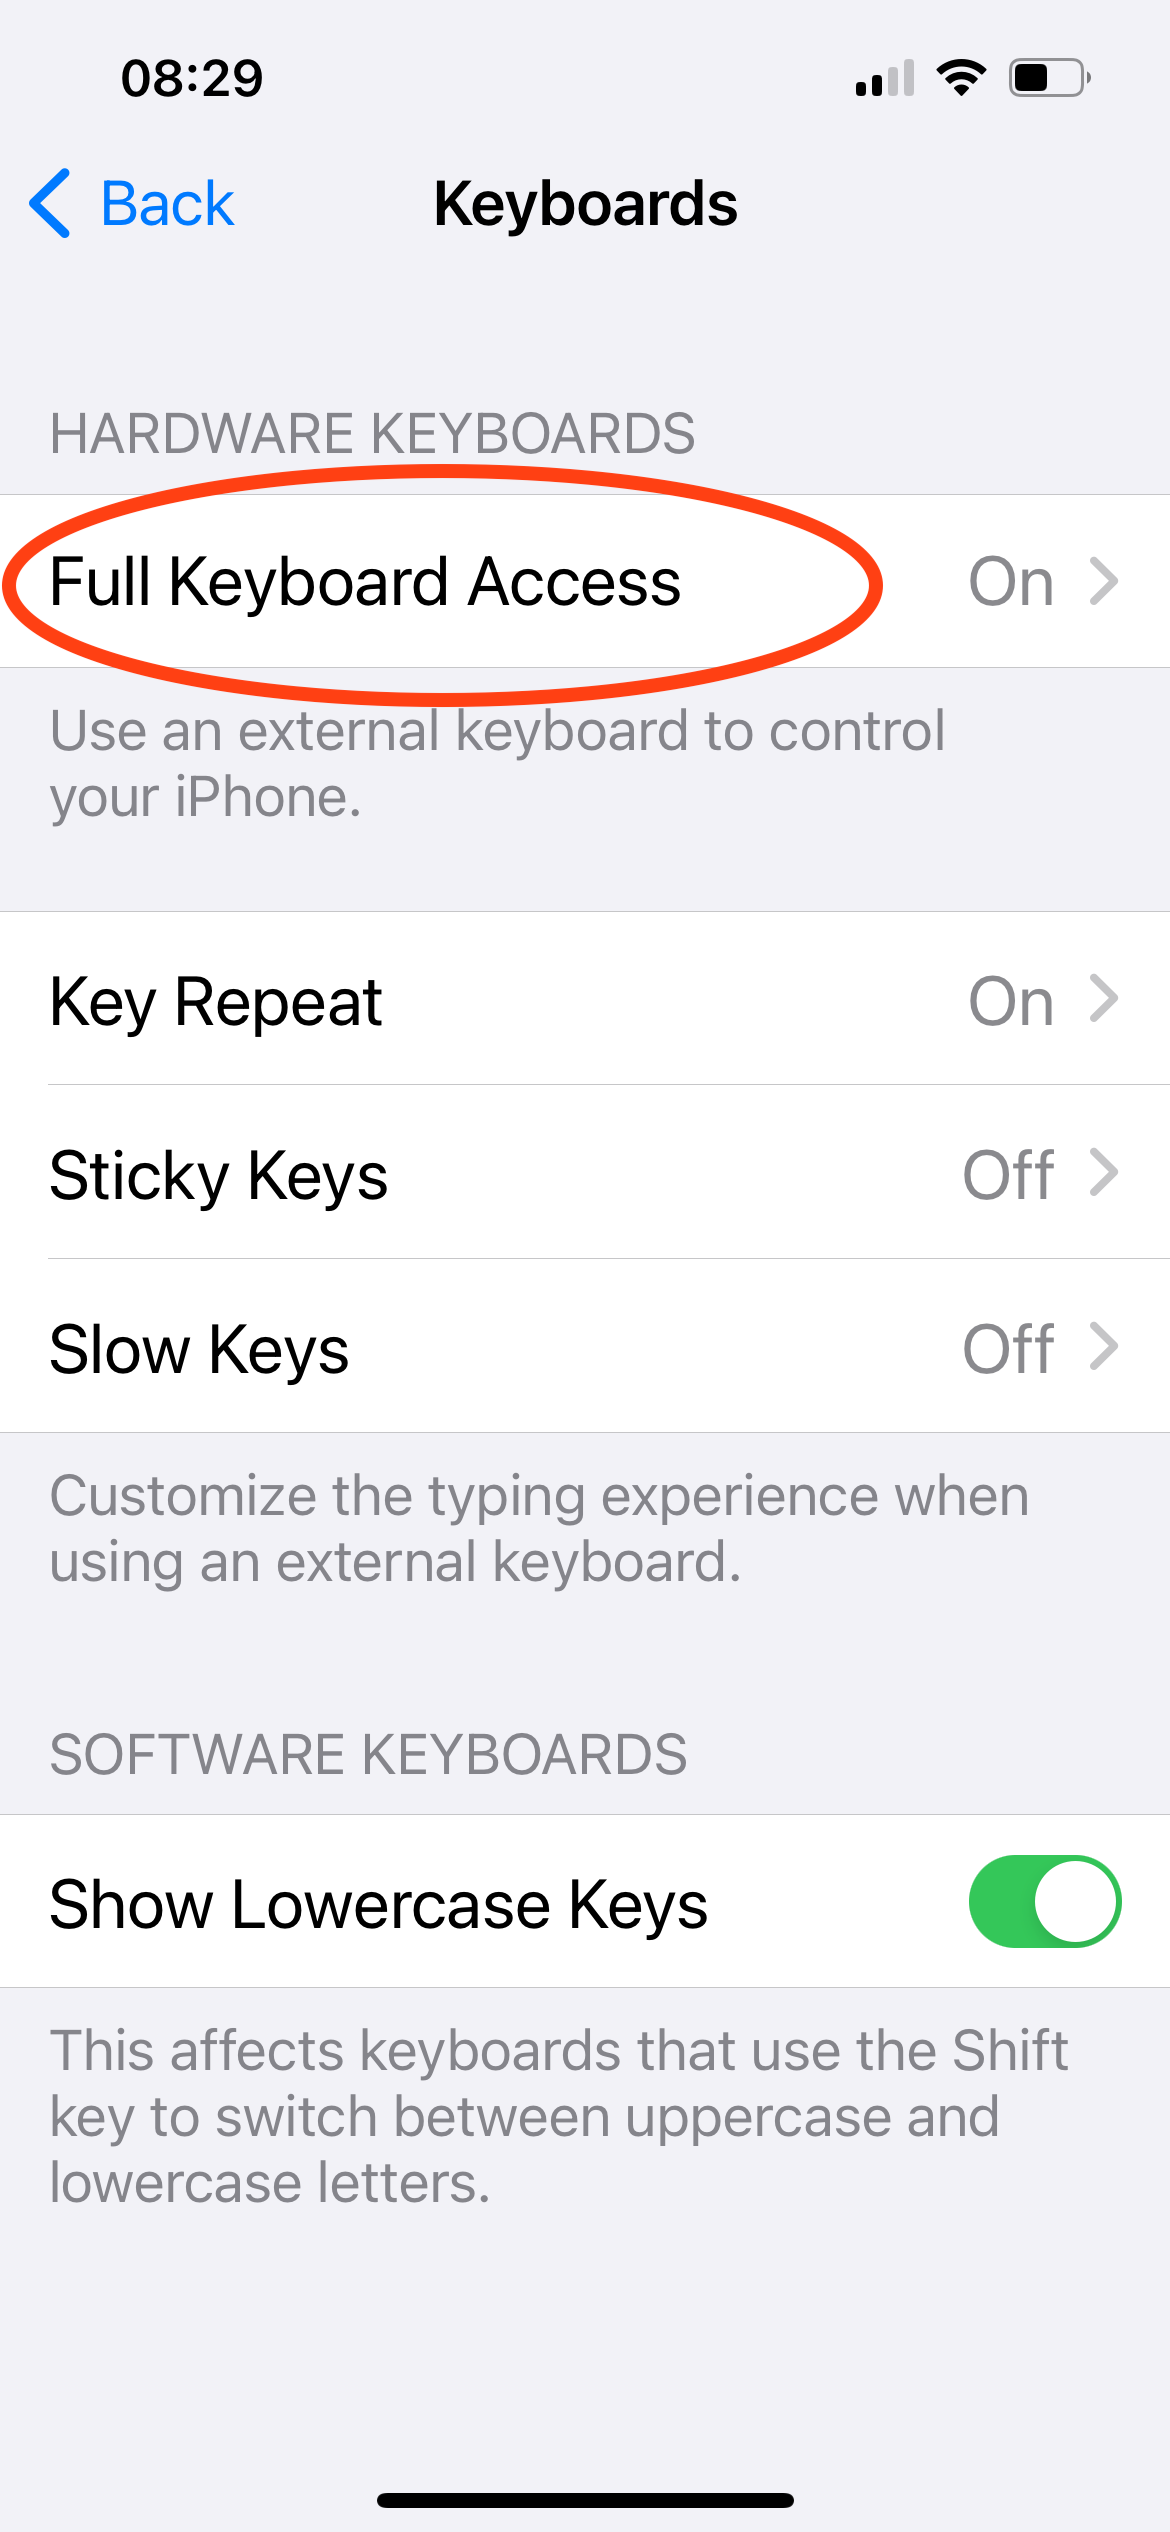 08:29
Back
Keyboards
HARDWARE KEYBOARDS
Full Keyboard Access On
Use an external keyboard to control
your iPhone.
Key Repeat On
Sticky Keys Off
Slow Keys Off
Customize the typing experience when
using an external keyboard.
SOFTWARE KEYBOARDS
Show Lowercase Keys
This affects keyboards that use the Shift
key to switch between uppercase and
lowercase letters.